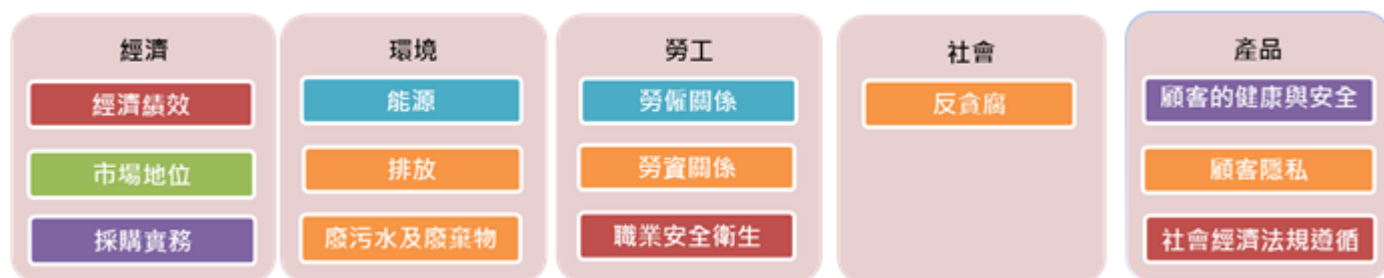 經濟
經濟績效
市場地位
採購實務
環境
能源
排放
廢污水及廢棄物
勞工
勞僱關係
勞資關係
職業安全衛生
社會
反貪腐
產品
顧客的健康與安全
顧客隱私
社會經濟法規遵循